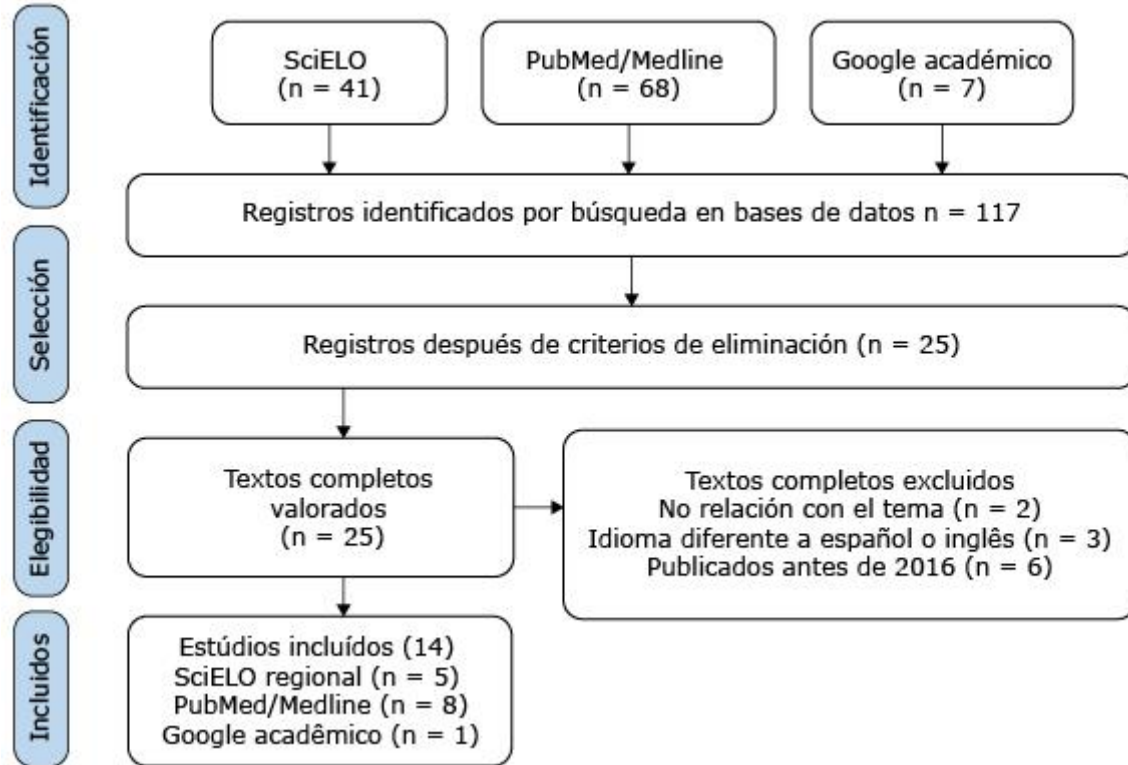 Identificación
SciELO
(n = 41)
PubMed/Medline
(n = 68)
Google académico
(n = 7)
Registros identificados por búsqueda en bases de datos n = 117
Selección
Registros después de criterios de eliminación (n = 25)
Elegibilidad
Textos completos
valorados
(n = 25)
Textos completos excluidos
No relación con el tema (n = 2)
Idioma diferente a español o inglês (n = 3)
Publicados antes de 2016 (n = 6)
Incluidos
Estúdios incluídos (14)
SciELO regional (n = 5)
PubMed/Medline (n = 8)
Google acadêmico (n = 1)